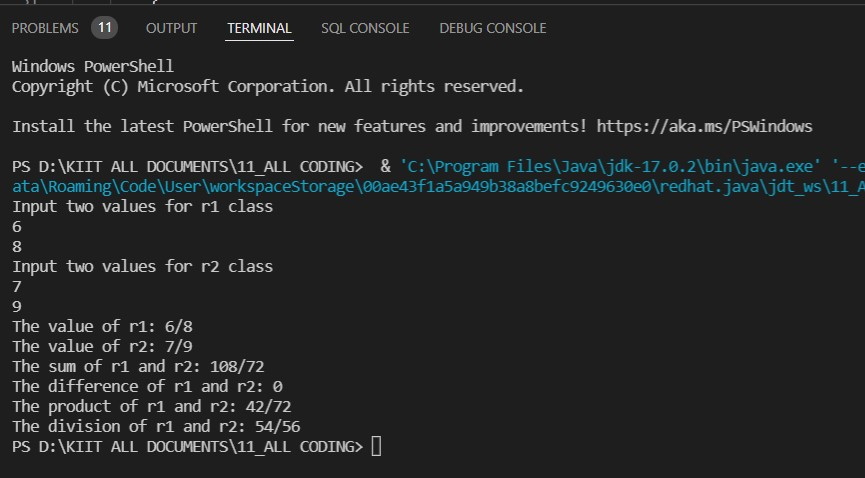 PROBLEMS 11 OUTPUT TERMINAL SQL CONSOLE DEBUG CONSOLE
Windows PowerShell
Copyright (C) Microsoft Corporation. All rights reserved.
Install the latest PowerShell for new features and improvements! https://aka.ms/PSWindows
PS D:\KIIT ALL DOCUMENTS\11_ALL CODING>  & 'C:\Program Files\Java\jdk-17.0.2\bin\java.exe' '--e
ata\Roaming\Code\User\workspaceStorage\00ae43f1a5a949b38a8befc9249630e0\redhat.java\jdt_ws\11_A
Input two values for r1 class
6
8
Input two values for r2 class
7
9
The value of r1: 6/8
The value of r2: 7/9
The sum of r1 and r2: 108/72
The difference of r1 and r2: 0
The product of r1 and r2: 42/72
The division of r1 and r2: 54/56
PS D:\KIIT ALL DOCUMENTS\11_ALL CODING>